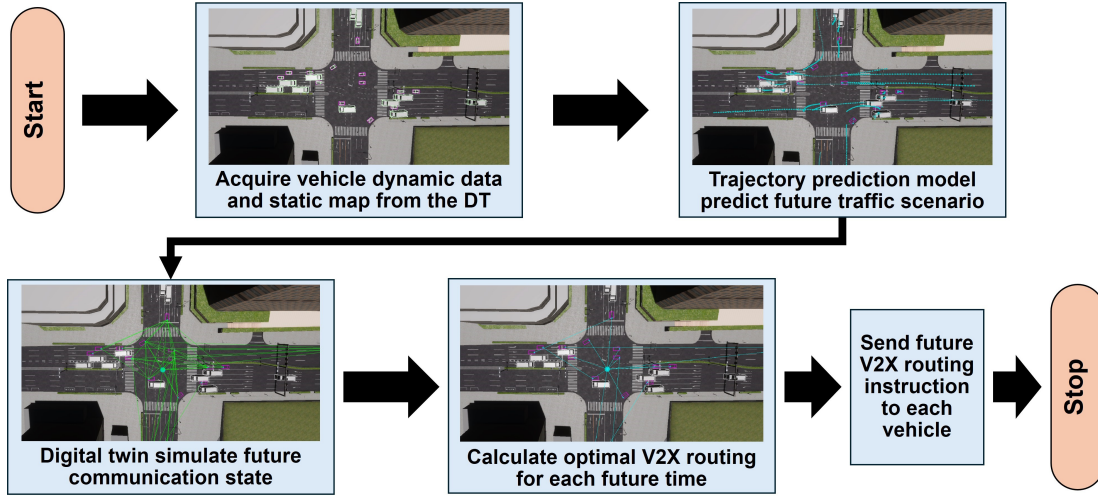 Start
Acquire vehicle dynamic data
and static map from the DT
Trajectory prediction model
predict future traffic scenario
Digital twin simulate future
communication state
Calculate optimal V2X routing
for each future time
Send future
V2X routing
instruction
to each
vehicle
Stop